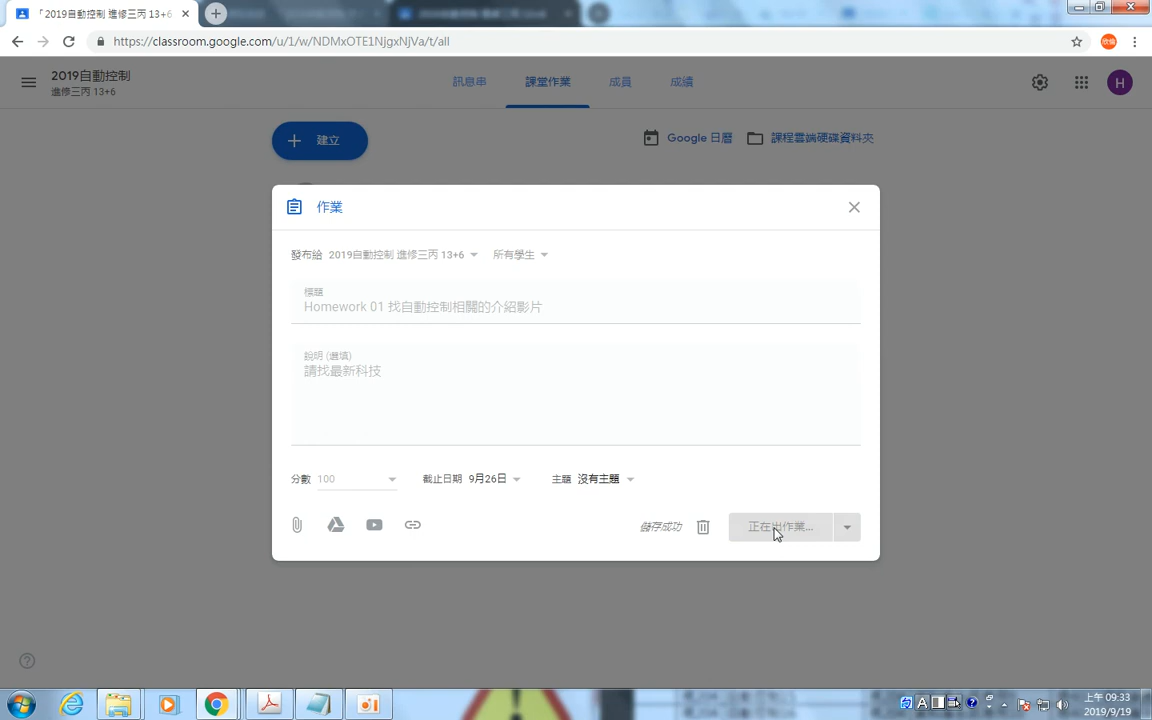 「2019自動控制 進修三丙 13+6
https://classroom.google.com/u/1/w/NDMxOTE1NjgxNjVa/t/all
欣倫
2019自動控制
進修三丙 13+6
訊息串
課堂作業
成員
成績
H
建立
Google 日曆
課程雲端硬碟資料夾
作業
發布給 2019自動控制 進修三丙 13+6 所有學生
標題
Homework 01 找自動控制相關的介紹影片
說明 (選填)
請找最新科技
分數 100 截止日期 9月26日 主題 沒有主題
儲存成功
正在出作業...
上午 09:33
2019/9/19